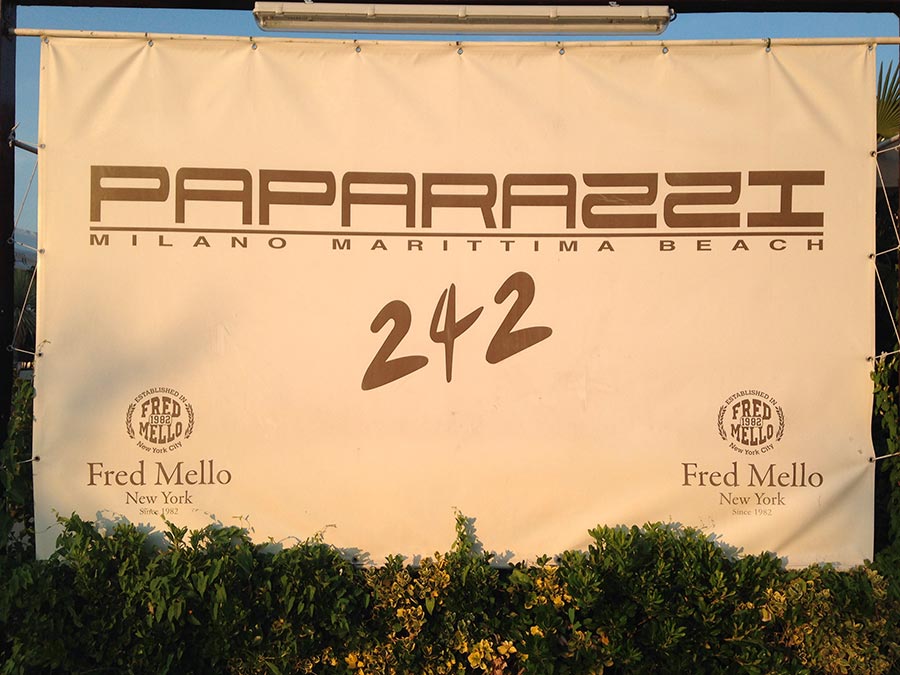 PAPARAZZI
MILANO MARITTIMA BEACH
242
ESTABLISHED IN
FRED
1982
MELLO
New York City
Fred Mello
New York
Since 1982
ESTABLISHED IN
FRED
1982
MELLO
New York City
Fred Mello
New York
Since 1982